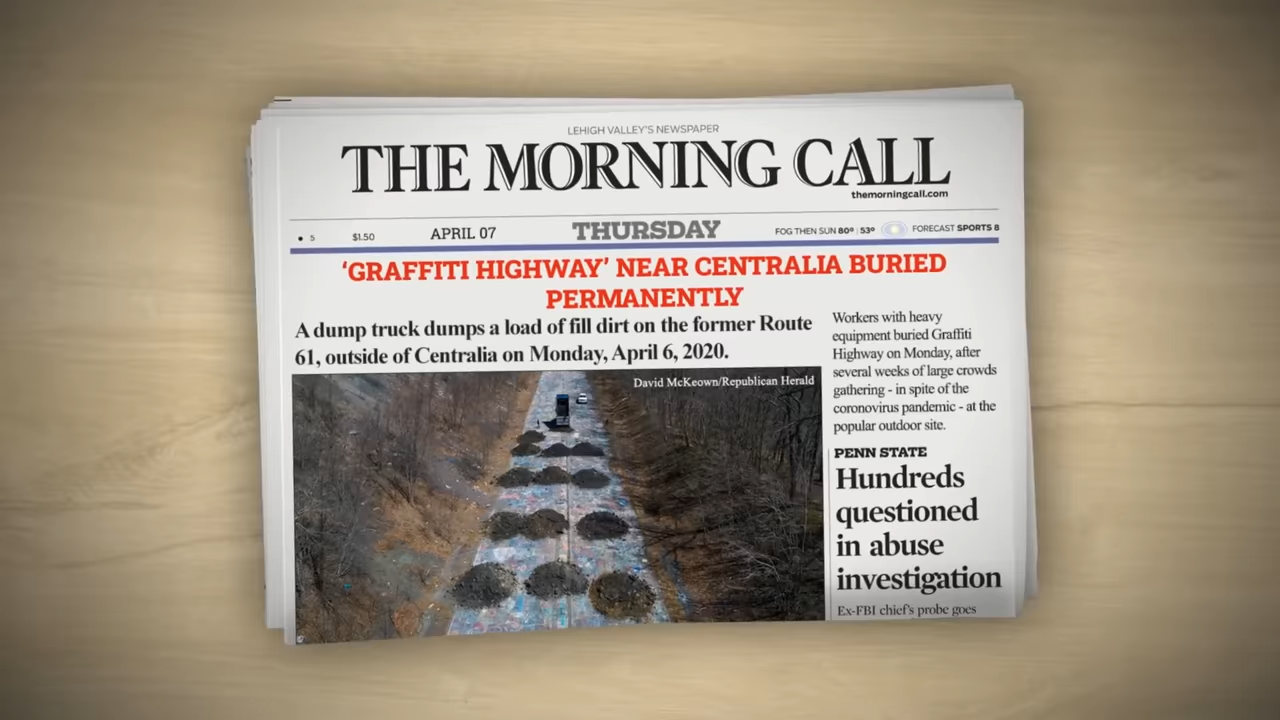 LEHIGH VALLEY'S NEWSPAPER
THE MORNING CALL
themorningcall.com
● 5 $1.50 APRIL 07 THURSDAY FOG THEN SUN 80º | 53º FORECAST SPORTS 8
‘GRAFFITI HIGHWAY’ NEAR CENTRALIA BURIED
PERMANENTLY
A dump truck dumps a load of fill dirt on the former Route
61, outside of Centralia on Monday, April 6, 2020.
David McKeown/Republican Herald
Workers with heavy
equipment buried Graffiti
Highway on Monday, after
several weeks of large crowds
gathering - in spite of the
coronovirus pandemic - at the
popular outdoor site.
PENN STATE
Hundreds
questioned
in abuse
investigation
Ex-FBI chief's probe goes